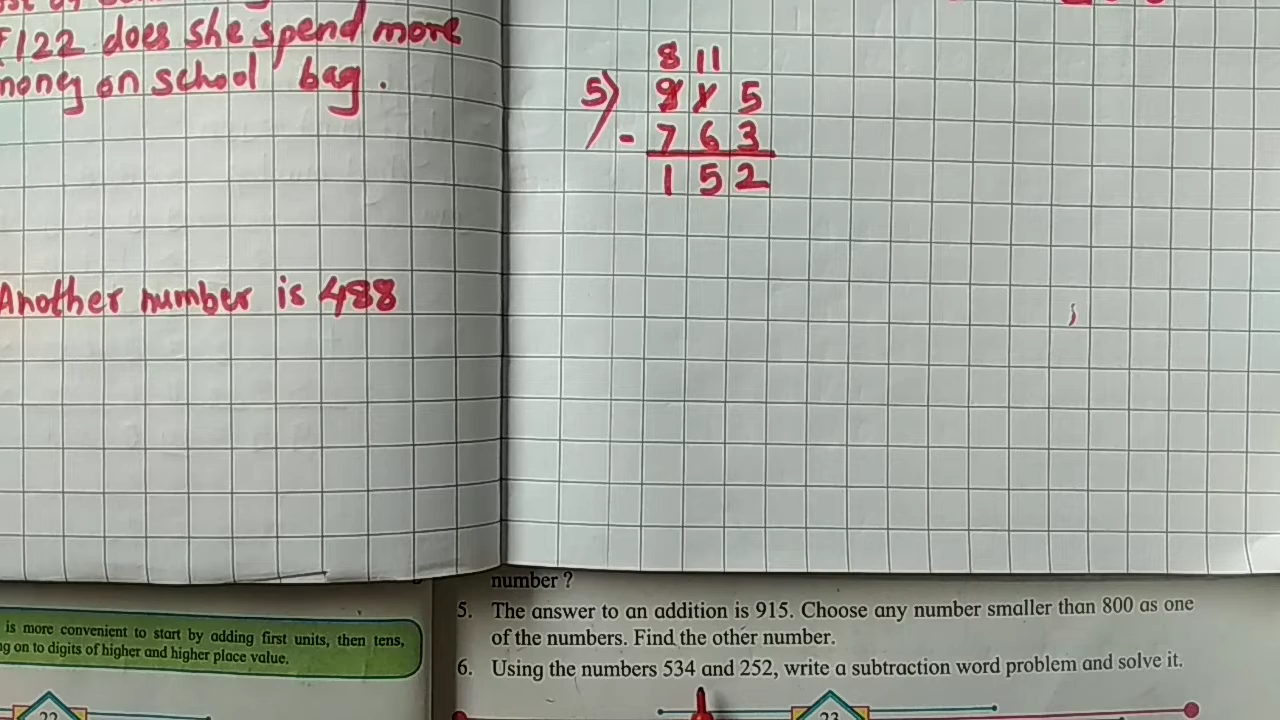 ₹122 does she spend more
money on school bag.
Another number is 488
8 11
5) 9 1 5
- 7 6 3
1 5 2
is more convenient to start by adding first units, then tens,
on to digits of higher and higher place value.
number ?
5. The answer to an addition is 915. Choose any number smaller than 800 as one
of the numbers. Find the other number.
6. Using the numbers 534 and 252, write a subtraction word problem and solve it.
22
23